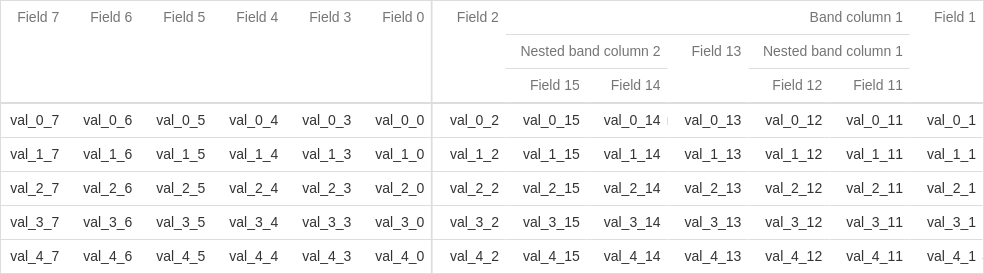 Field 7 Field 6 Field 5 Field 4 Field 3 Field 0 Field 2 Band column 1 Field 1
Nested band column 2 Field 13 Nested band column 1
Field 15 Field 14 Field 12 Field 11
val_0_7 val_0_6 val_0_5 val_0_4 val_0_3 val_0_0 val_0_2 val_0_15 val_0_14 val_0_13 val_0_12 val_0_11 val_0_1
val_1_7 val_1_6 val_1_5 val_1_4 val_1_3 val_1_0 val_1_2 val_1_15 val_1_14 val_1_13 val_1_12 val_1_11 val_1_1
val_2_7 val_2_6 val_2_5 val_2_4 val_2_3 val_2_0 val_2_2 val_2_15 val_2_14 val_2_13 val_2_12 val_2_11 val_2_1
val_3_7 val_3_6 val_3_5 val_3_4 val_3_3 val_3_0 val_3_2 val_3_15 val_3_14 val_3_13 val_3_12 val_3_11 val_3_1
val_4_7 val_4_6 val_4_5 val_4_4 val_4_3 val_4_0 val_4_2 val_4_15 val_4_14 val_4_13 val_4_12 val_4_11 val_4_1